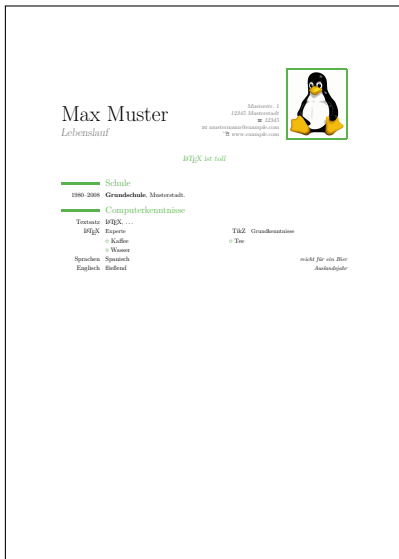 Max Muster
Lebenslauf
Musterstr. 1
12345 Musterstadt
☎ 12345
✉ mustermann@example.com
www.example.com
LaTeX ist toll
Schule
1980–2008 Grundschule, Musterstadt.
Computerkenntnisse
Textsatz LaTeX, ...
LaTeX Experte TikZ Grundkenntnisse
Kaffee Tee
Wasser
Sprachen Spanisch reicht für ein Bier
Englisch fließend Auslandsjahr